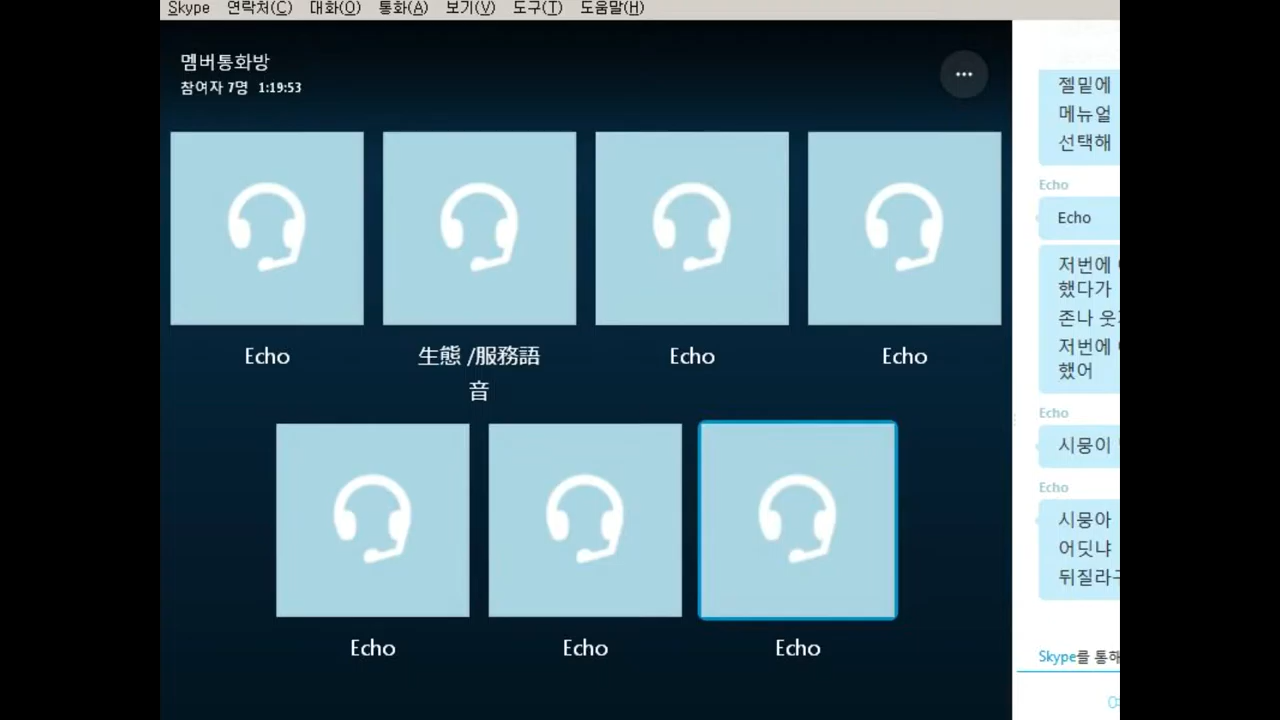 Skype 연락처(C) 대화(O) 통화(A) 보기(V) 도구(T) 도움말(H)
멤버통화방
참여자 7명 1:19:53
...
Echo
生態 /服務語
音
Echo
Echo
Echo
Echo
Echo
젤밑에
메뉴얼
선택해
Echo
Echo
저번에
했다가
존나
저번에
했어
Echo
시뭉이
Echo
시뭉아
어딧냐
뒤질라
Skype를 통해